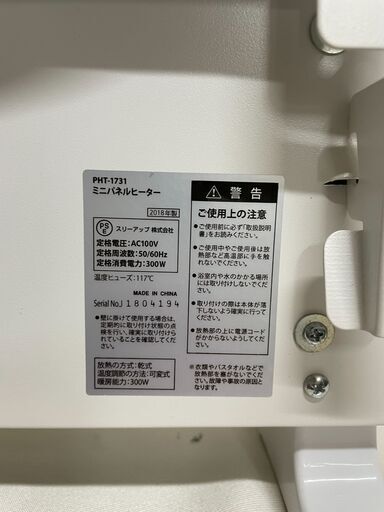 PHT-1731
ミニパネルヒーター
2018年製
PSE
スリーアップ 株式会社
定格電圧:AC100V
定格周波数:50/60Hz
定格消費電力:300W
温度ヒューズ:117℃
MADE IN CHINA
Serial No.J 1804194
●壁に掛けて使用する場合は、
定期的に取り付け状態の点
検を行い、確実に取り付けら
れていることを確認してくだ
さい。
放熱の方式:乾式
温度調節の方法:可変式
暖房能力:300W
警告
ご使用上の注意
●ご使用前に必ず「取扱説明
書」をお読みください。
●ご使用中やご使用後は放
熱部など高温部に手を触
れないでください。
●浴室内や水のかかる場所
には取り付けしないでく
ださい。
●取り付けの際は本体が落
下しないよう確実に行っ
てください。
●放熱部の上に電源コード
がかからないようにしてく
ださい。
※衣類やバスタオルなどで
放熱部を塞がないでくだ
さい。故障や事故の原因と
なります。